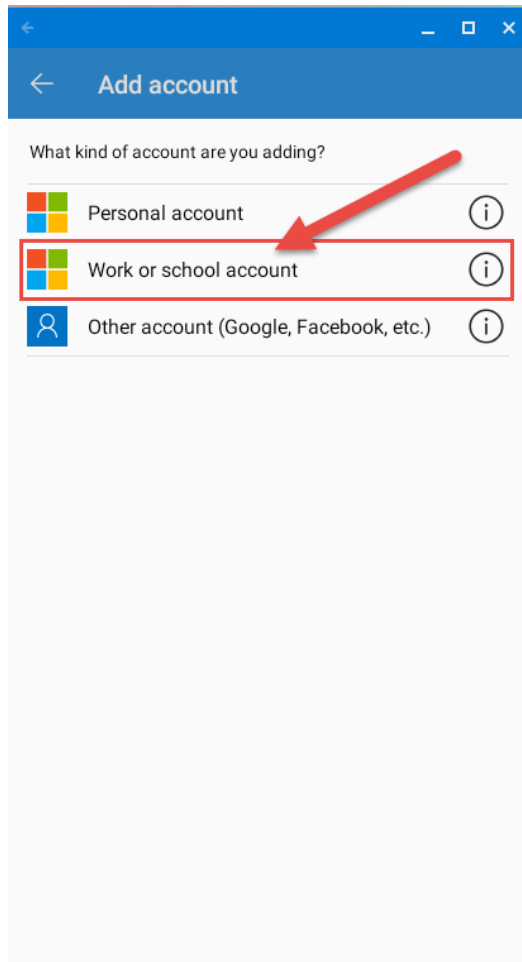 Add account
What kind of account are you adding?
Personal account
Work or school account
Other account (Google, Facebook, etc.)